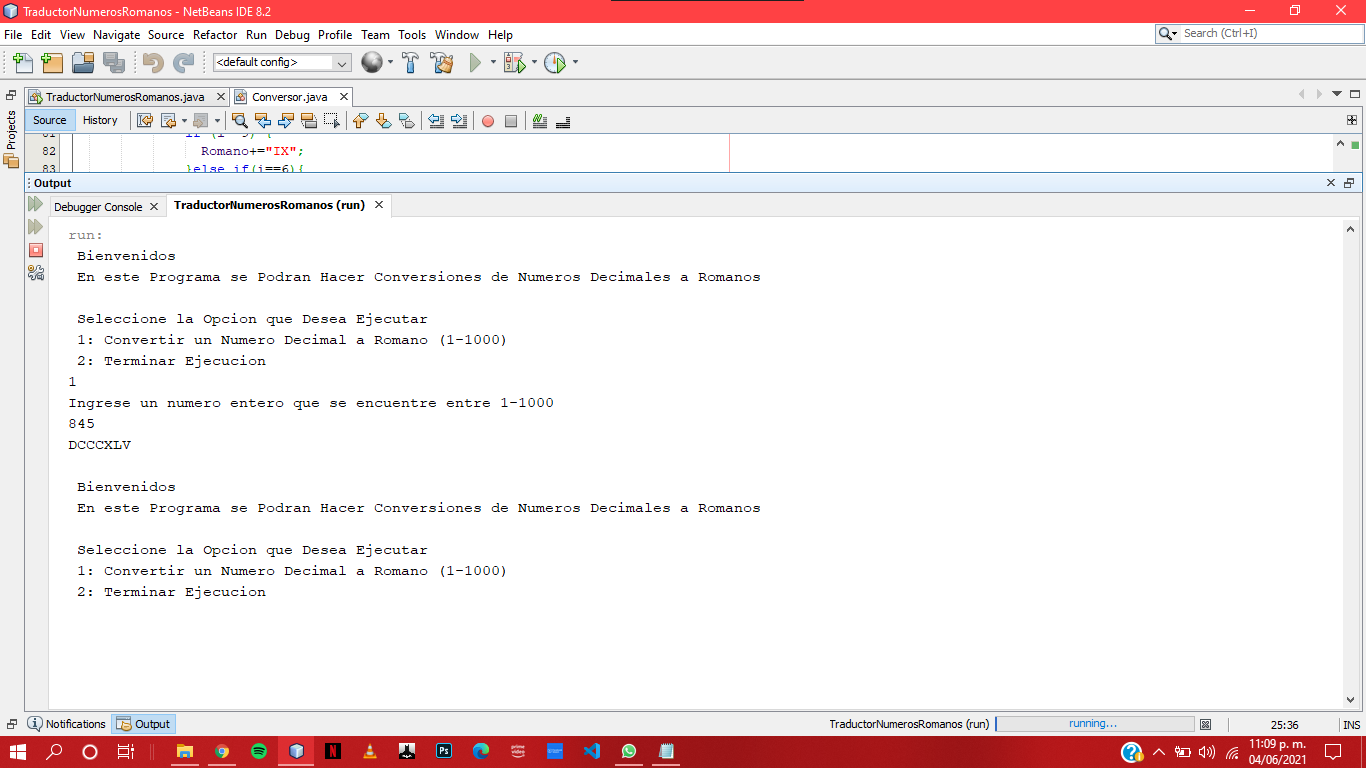 TraductorNumerosRomanos - NetBeans IDE 8.2
File Edit View Navigate Source Refactor Run Debug Profile Team Tools Window Help
Search (Ctrl+I)
<default config>
TraductorNumerosRomanos.java Conversor.java
Projects
Source History
82 Romano+="IX";
83 }else if(i==6){
Output
Debugger Console TraductorNumerosRomanos (run)
run:
Bienvenidos
En este Programa se Podran Hacer Conversiones de Numeros Decimales a Romanos
Seleccione la Opcion que Desea Ejecutar
1: Convertir un Numero Decimal a Romano (1-1000)
2: Terminar Ejecucion
1
Ingrese un numero entero que se encuentre entre 1-1000
845
DCCCXLV
Bienvenidos
En este Programa se Podran Hacer Conversiones de Numeros Decimales a Romanos
Seleccione la Opcion que Desea Ejecutar
1: Convertir un Numero Decimal a Romano (1-1000)
2: Terminar Ejecucion
Notifications Output TraductorNumerosRomanos (run) running... 25:36 INS
11:09 p. m.
04/06/2021